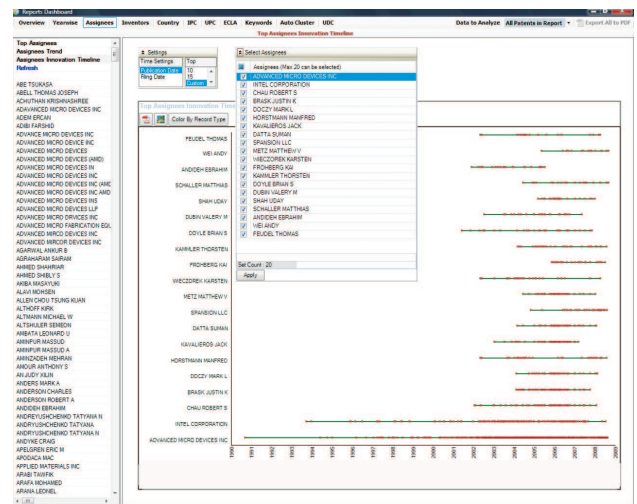 Reports Dashboard
Overview Yearwise Assignees Inventors Country IPC UPC ECLA Keywords Auto Cluster UDC Data to Analyze All Patents in Report Export All to PDF
Top Assignees Innovation Timeline
Top Assignees
Assignees Trend
Assignees Innovation Timeline
Refresh
ABE TSUKASA
ABELL THOMAS JOSEPH
ACHUTHAN KRISHNASHREE
ADAVANCED MICRO DEVICES INC
ADEM ERCAN
ADIBI FARSHID
ADVANCE MICRO DEVICES INC
ADVANCED MICRO DEVICE INC
ADVANCED MICRO DEVICES
ADVANCED MICRO DEVICES (AMD)
ADVANCED MICRO DEVICES IN
ADVANCED MICRO DEVICES INC
ADVANCED MICRO DEVICES INC (AMD
ADVANCED MICRO DEVICES INC AMD
ADVANCED MICRO DEVICES INS
ADVANCED MICRO DEVICES LLP
ADVANCED MICRO DRVICES INC
ADVANCED MICRO FABRICATION EQU
ADVANCED MIRCO DEVICES INC
ADVANCED MIRCOR DEVICES INC
AGARWAL ANKUR B
AGRAHARAM SAIRAM
AHMED SHAHRIAR
AHMED SHIBLY S
AKIBA MASAYUKI
ALAVI MOHSEN
ALLEN CHOU TSUNG KUAN
ALTHOFF KIRK
ALTMANN MICHAEL W
ALTSHULER SEMEON
AMBATA LEONARD U
AMINPUR MASSUD
AMINPUR MASSUD A
AMINZADEH MEHRAN
AMOUR ANTHONY S
AN JUDY XILIN
ANDERS MARK A
ANDERSON CHARLES
ANDERSON ROBERT A
ANDIDEH EBRAHIM
ANDREYUSHCHENKO TATYANA N
ANDRYUSHCHENKO TATYANA
ANDRYUSHCHENKO TATYANA N
ANDYKE CRAIG
APELGREN ERIC M
APODACA MAC
APPLIED MATERIALS INC
ARABI TAWFIK
ARAFA MOHAMED
ARANA LEONEL
Settings
Time Settings Top
Publication Date 10
Filing Date 15
Custom
Select Assignees
Assignees (Max 20 can be selected)
ADVANCED MICRO DEVICES INC
INTEL CORPORATION
CHAU ROBERT S
BRASK JUSTIN K
DOCZY MARK L
HORSTMANN MANFRED
KAVALIEROS JACK
DATTA SUMAN
SPANSION LLC
METZ MATTHEW V
WIECZOREK KARSTEN
FROHBERG KAI
KAMMLER THORSTEN
DOYLE BRIAN S
DUBIN VALERY M
SHAH UDAY
SCHALLER MATTHIAS
ANDIDEH EBRAHIM
WEI ANDY
FEUDEL THOMAS
Set Count : 20
Apply
Top Assignees Innovation Time
Color By Record Type
FEUDEL THOMAS
WEI ANDY
ANDIDEH EBRAHIM
SCHALLER MATTHIAS
SHAH UDAY
DUBIN VALERY M
DOYLE BRIAN S
KAMMLER THORSTEN
FROHBERG KAI
WIECZOREK KARSTEN
METZ MATTHEW V
SPANSION LLC
DATTA SUMAN
KAVALIEROS JACK
HORSTMANN MANFRED
DOCZY MARK L
BRASK JUSTIN K
CHAU ROBERT S
INTEL CORPORATION
ADVANCED MICRO DEVICES INC
1990 1991 1992 1993 1994 1995 1996 1997 1998 1999 2000 2001 2002 2003 2004 2005 2006 2007 2008 2009